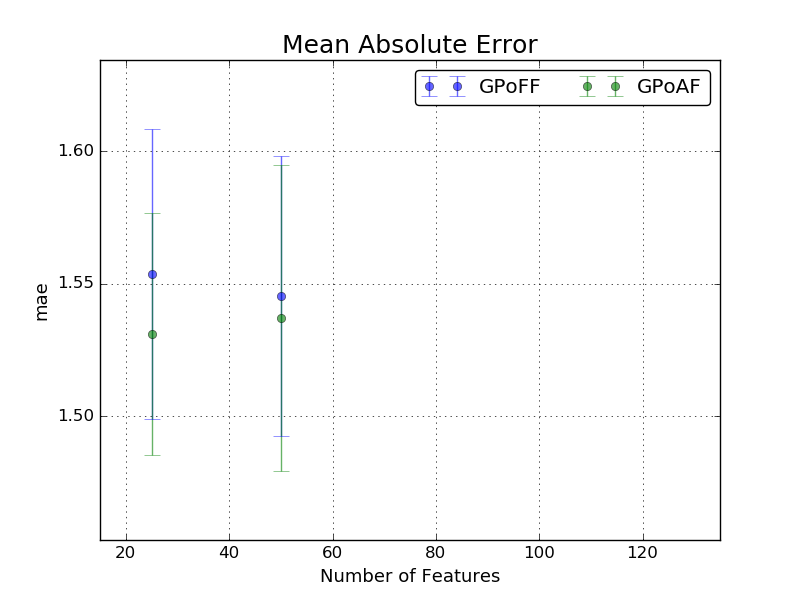 Mean Absolute Error
GPoFF GPoAF
1.60
1.55
1.50
mae
20 40 60 80 100 120
Number of Features